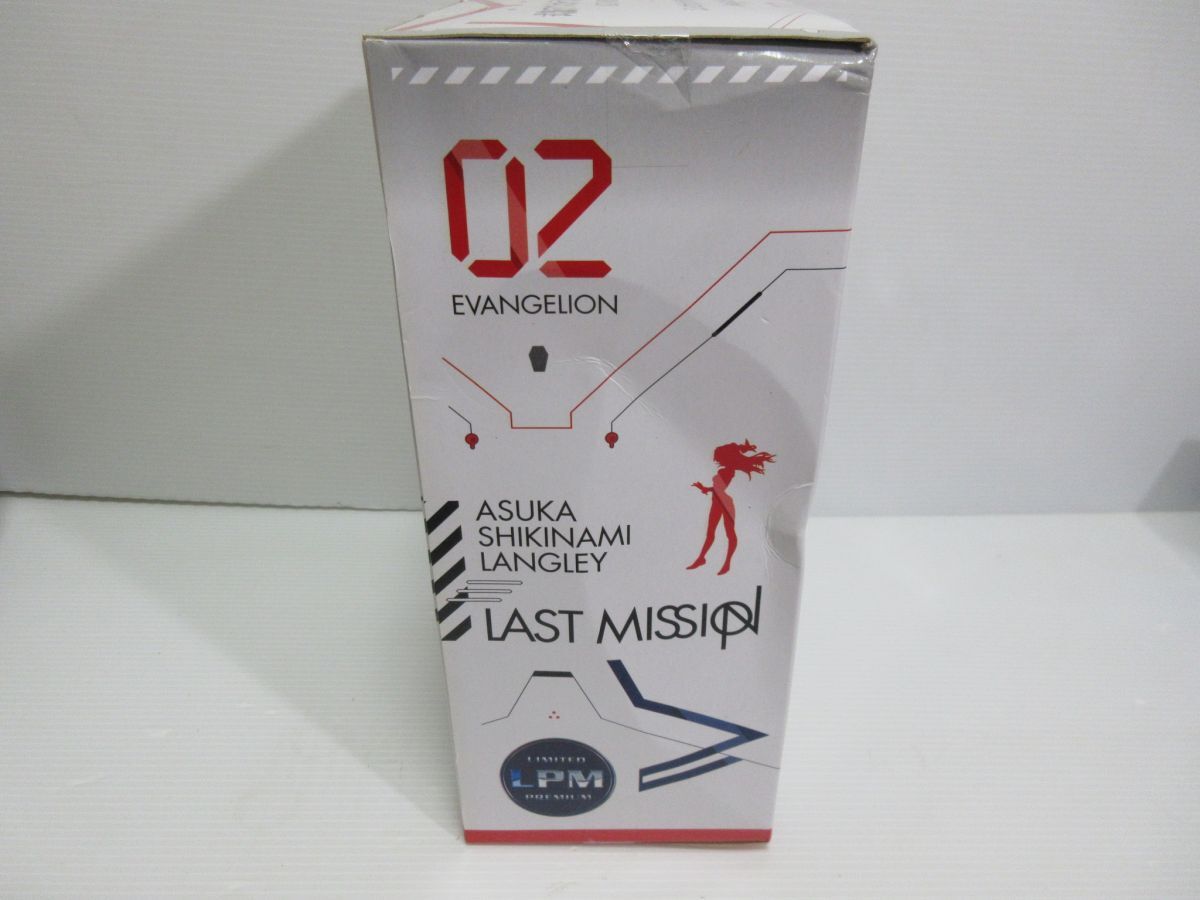 02
EVANGELION
ASUKA
SHIKINAMI
LANGLEY
LAST MISSION
LIMITED
LPM
PREMIUM